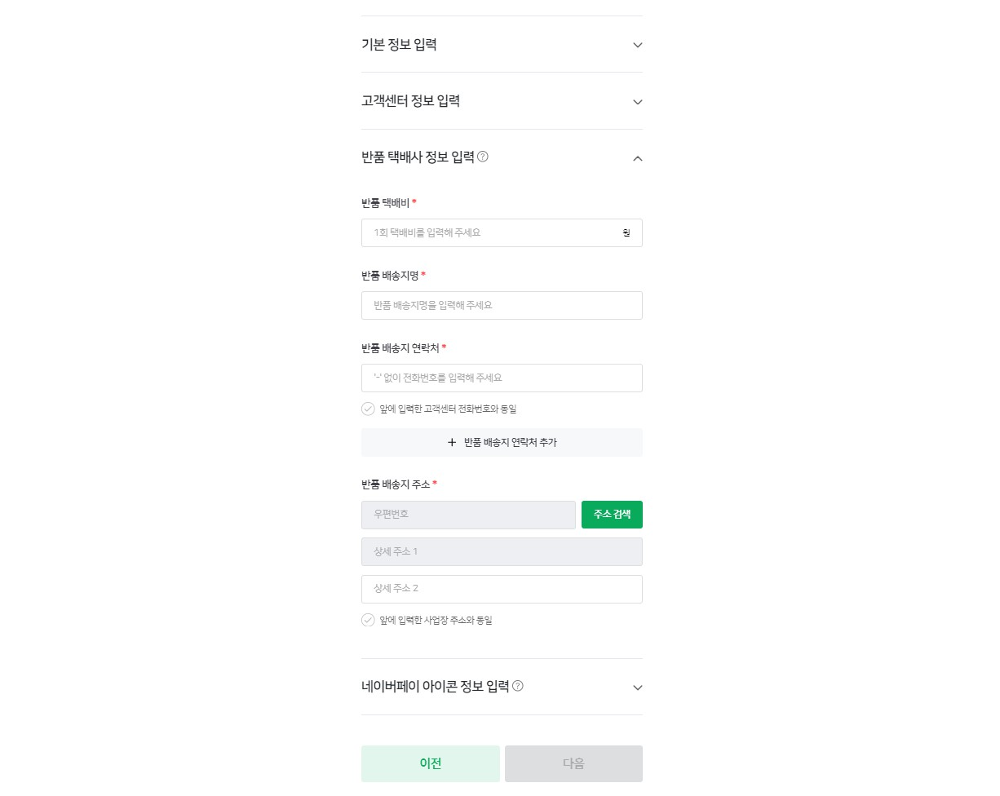 기본 정보 입력
고객센터 정보 입력
반품 택배사 정보 입력 ?
반품 택배비 *
1회 택배비를 입력해 주세요 원
반품 배송지명 *
반품 배송지명을 입력해 주세요
반품 배송지 연락처 *
'-' 없이 전화번호를 입력해 주세요
앞에 입력한 고객센터 전화번호와 동일
+ 반품 배송지 연락처 추가
반품 배송지 주소 *
우편번호 주소 검색
상세 주소 1
상세 주소 2
앞에 입력한 사업장 주소와 동일
네이버페이 아이콘 정보 입력 ?
이전 다음